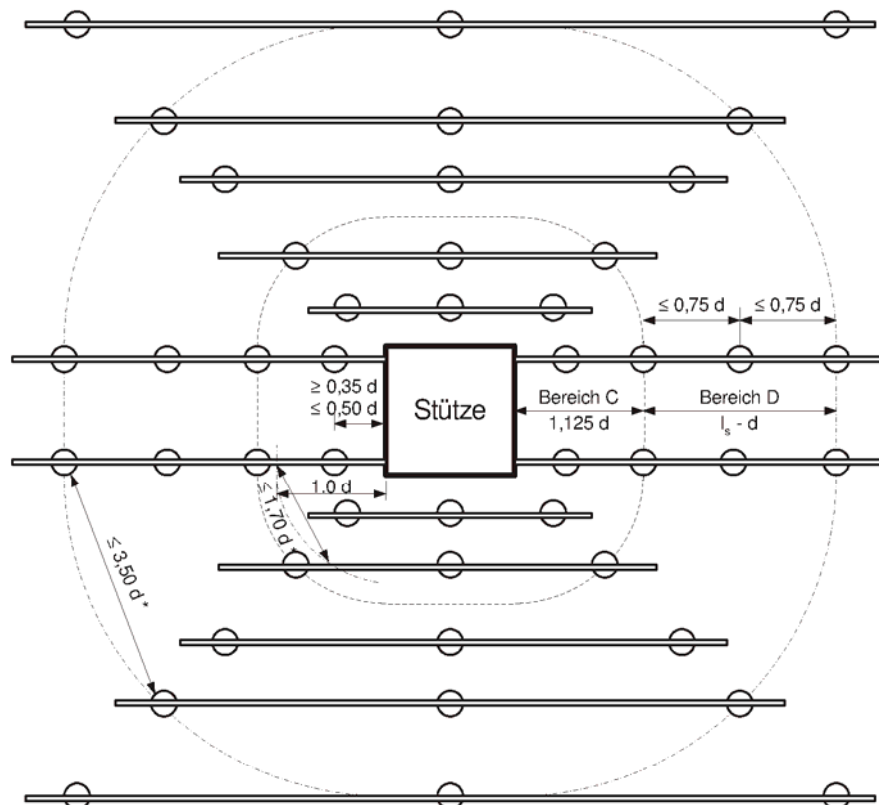 ≤ 0,75 d
≤ 0,75 d
≥ 0,35 d
≤ 0,50 d
Stütze
Bereich C
1,125 d
Bereich D
l_s - d
1.0 d
≤ 1,70 d *
≤ 3,50 d *